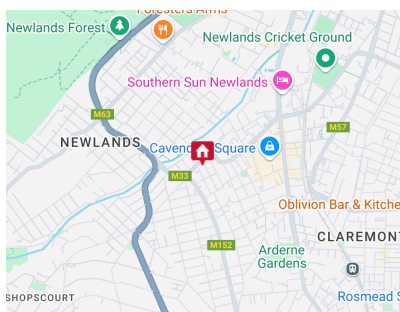 Foresters Arms
Newlands Forest
Newlands Cricket Ground
Southern Sun Newlands
M63
M57
NEWLANDS
Cavend Square
M33
Oblivion Bar & Kitche
M152
CLAREMONT
Arderne
Gardens
SHOPSCOURT
Rosmead S